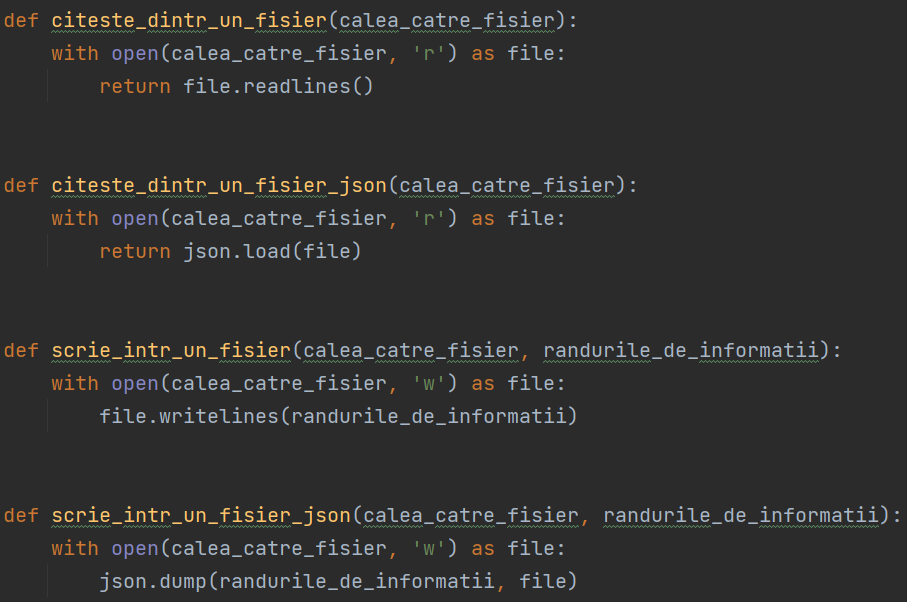 def citeste_dintr_un_fisier(calea_catre_fisier):
    with open(calea_catre_fisier, 'r') as file:
        return file.readlines()
def citeste_dintr_un_fisier_json(calea_catre_fisier):
    with open(calea_catre_fisier, 'r') as file:
        return json.load(file)
def scrie_intr_un_fisier(calea_catre_fisier, randurile_de_informatii):
    with open(calea_catre_fisier, 'w') as file:
        file.writelines(randurile_de_informatii)
def scrie_intr_un_fisier_json(calea_catre_fisier, randurile_de_informatii):
    with open(calea_catre_fisier, 'w') as file:
        json.dump(randurile_de_informatii, file)